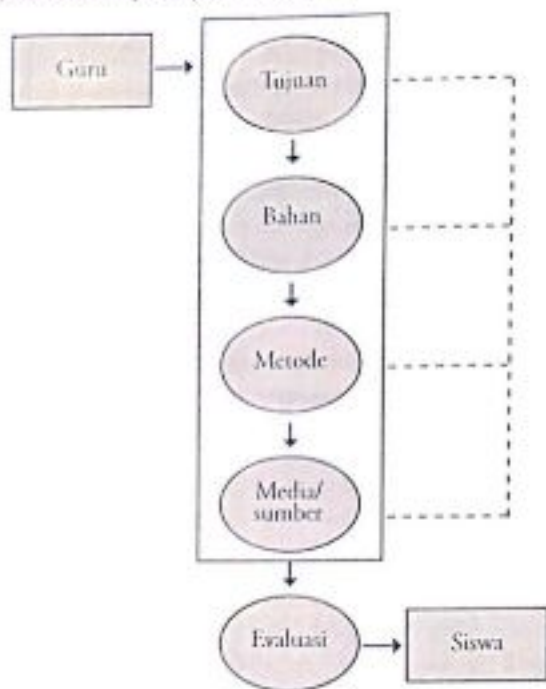 Guru
Tujuan
Bahan
Metode
Media/
sumber
Evaluasi
Siswa